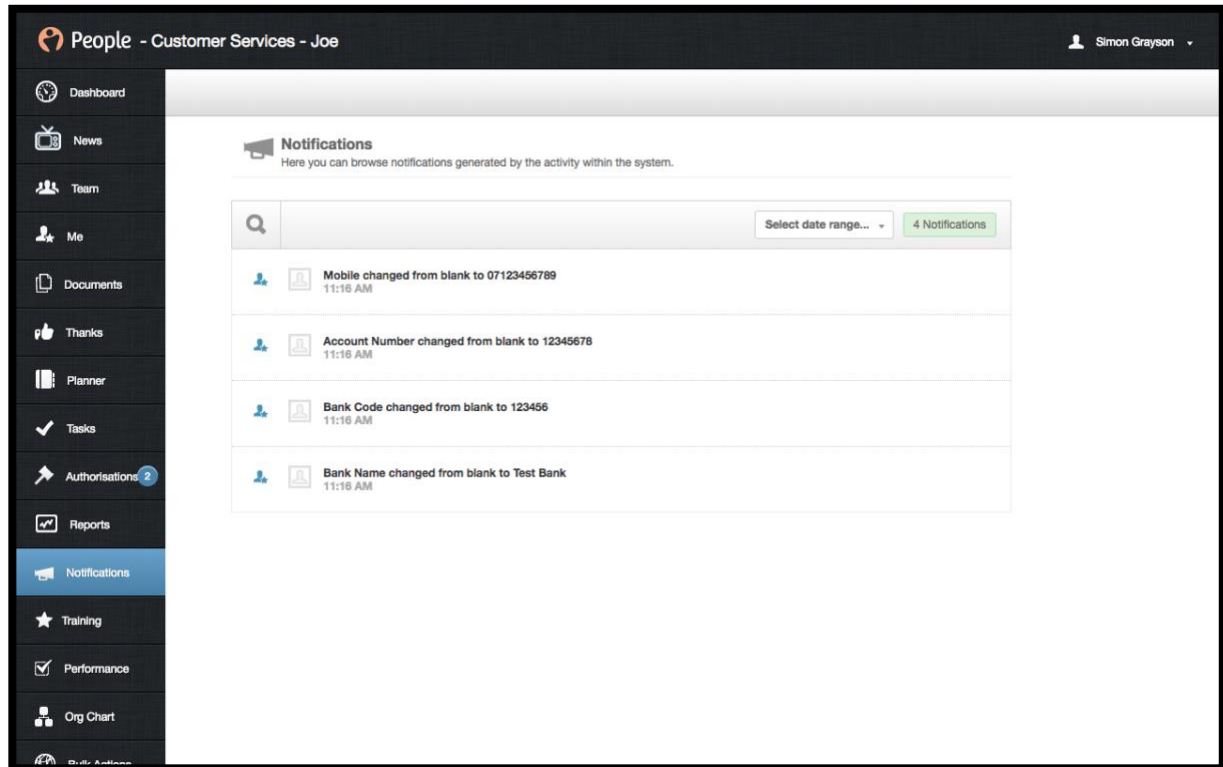 People - Customer Services - Joe
Simon Grayson
Dashboard
News
Team
Me
Documents
Thanks
Planner
Tasks
Authorisations 2
Reports
Notifications
Training
Performance
Org Chart
Bulk Actions
Notifications
Here you can browse notifications generated by the activity within the system.
Select date range...
4 Notifications
Mobile changed from blank to 07123456789
11:16 AM
Account Number changed from blank to 12345678
11:16 AM
Bank Code changed from blank to 123456
11:16 AM
Bank Name changed from blank to Test Bank
11:16 AM